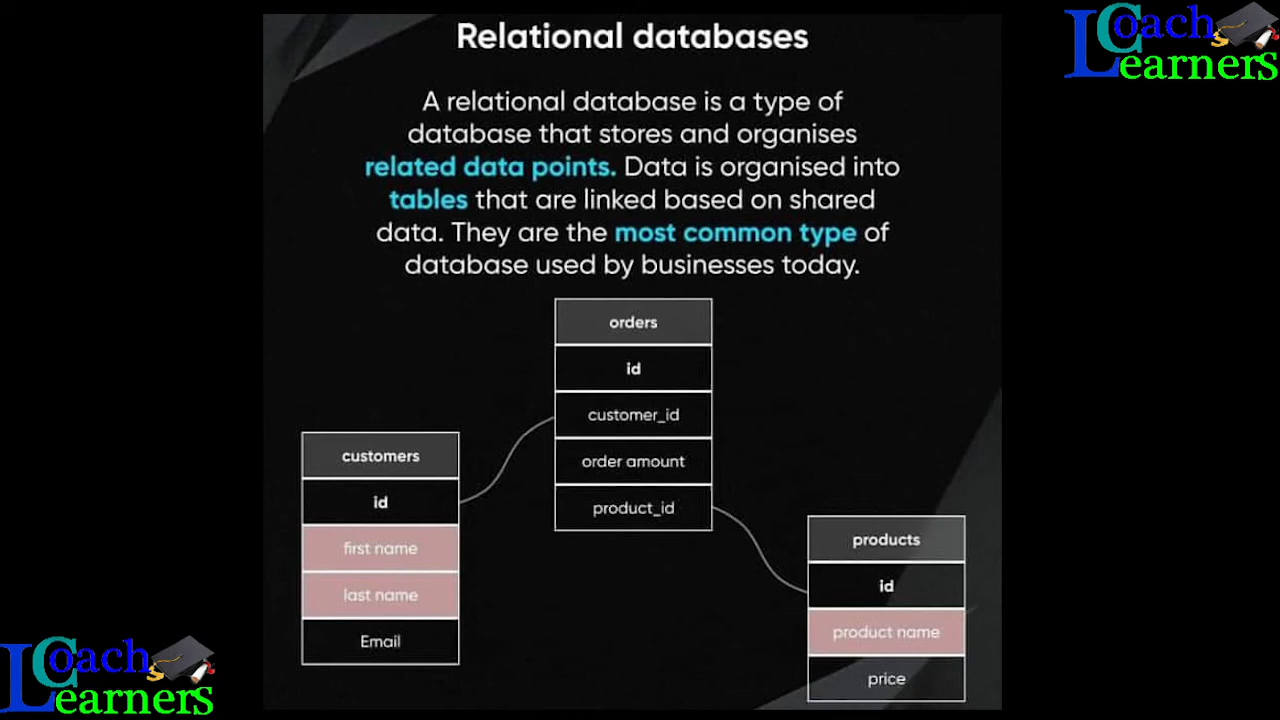 Relational databases
Coach
Learners
A relational database is a type of
database that stores and organises
related data points. Data is organised into
tables that are linked based on shared
data. They are the most common type of
database used by businesses today.
orders
id
customer_id
order amount
product_id
customers
id
first name
last name
Email
products
id
product name
price
Coach
Learners